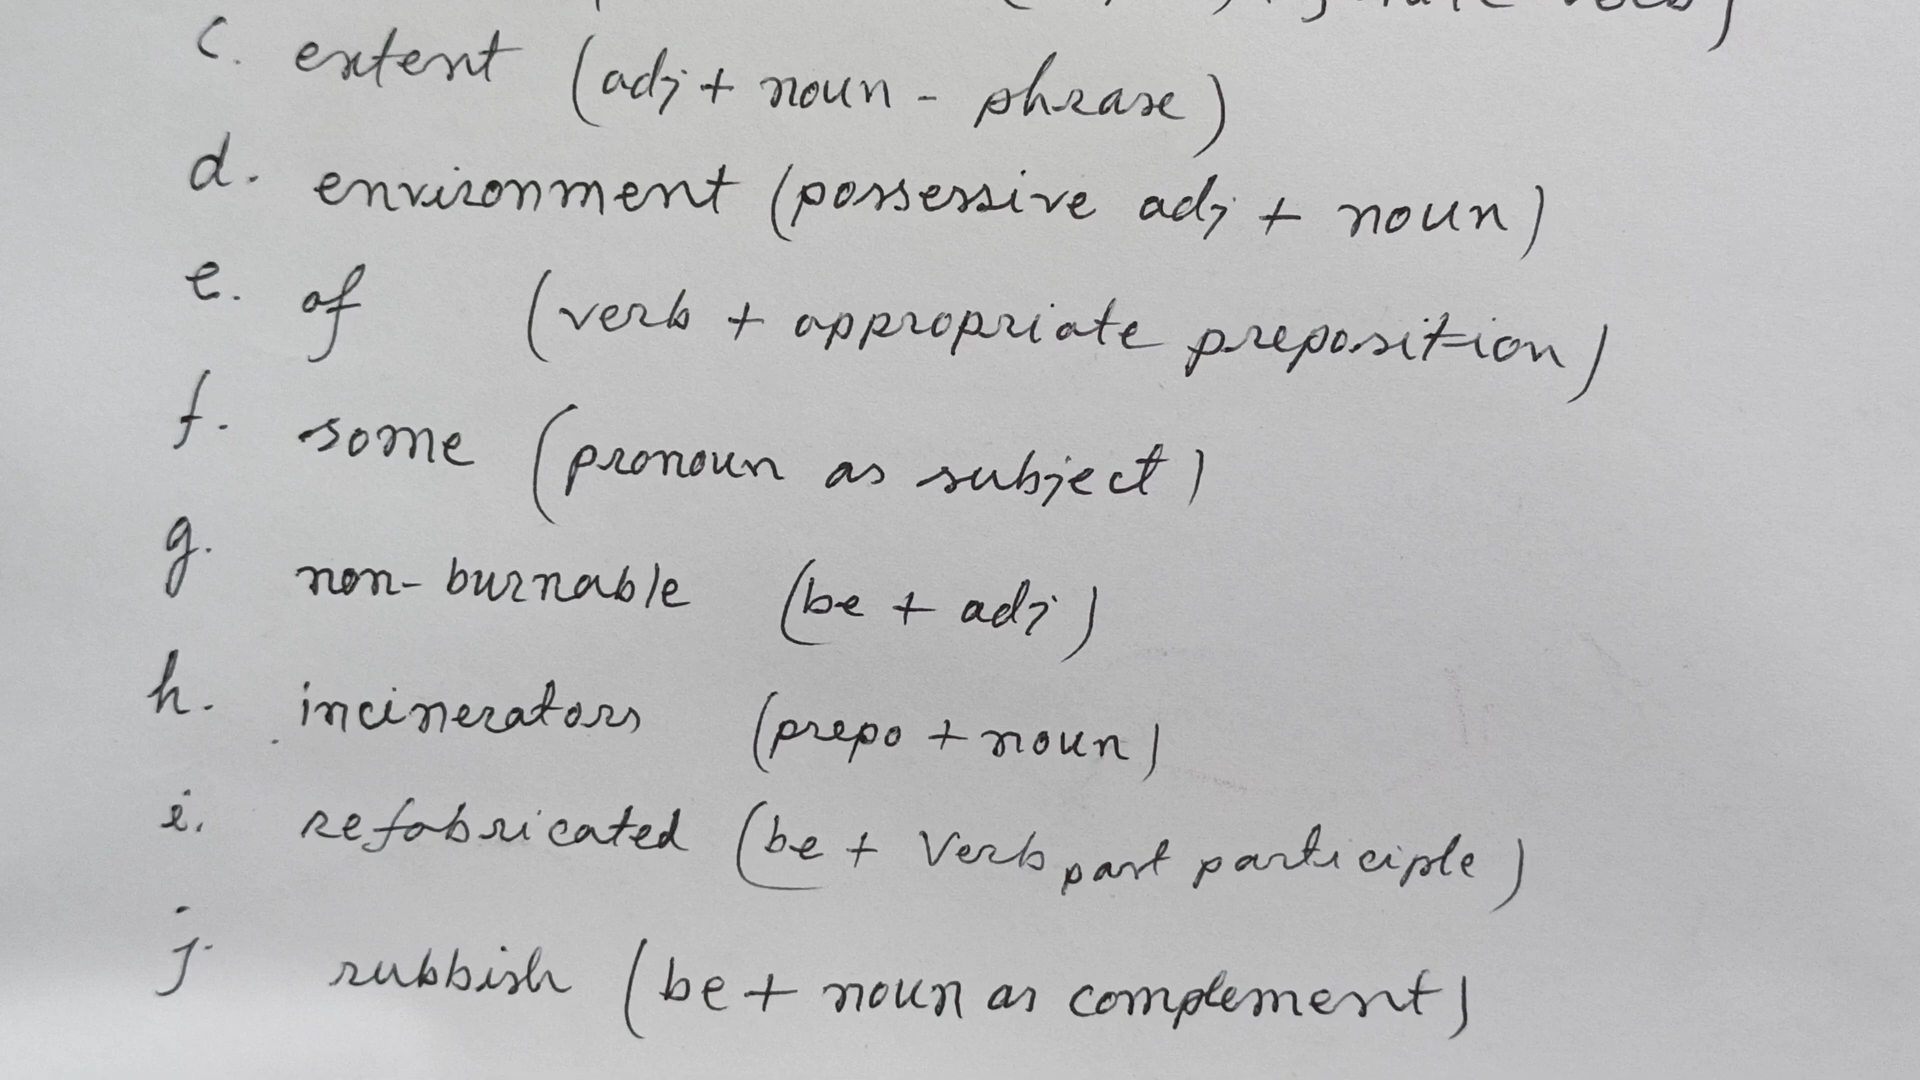 c. extent (adj + noun - phrase)
d. environment (possessive adj + noun)
e. of (verb + appropriate preposition)
f. some (pronoun as subject)
g. non-burnable (be + adj)
h. incinerators (prepo + noun)
i. refabricated (be + Verb past participle)
j. rubbish (be + noun as complement)